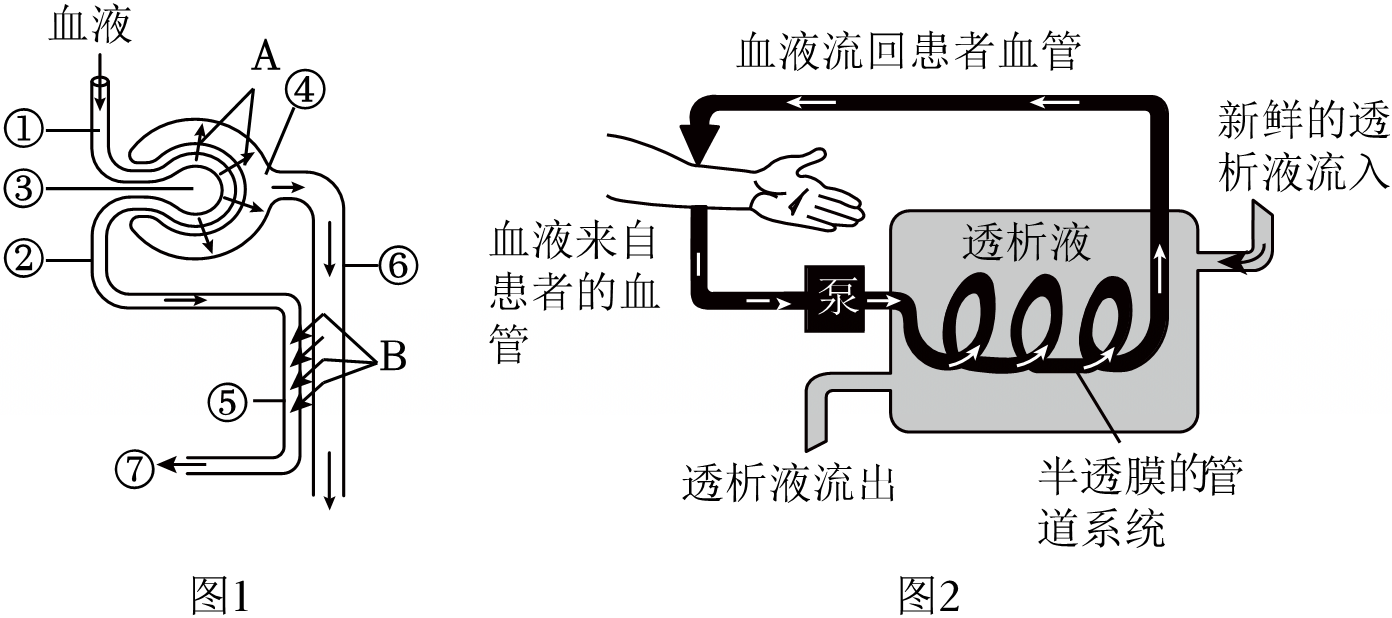 血液
A
④
①
③
②
⑥
B
⑤
⑦
图1
血液流回患者血管
新鲜的透
析液流入
血液来自
患者的血
管
透析液
泵
透析液流出
半透膜的管
道系统
图2